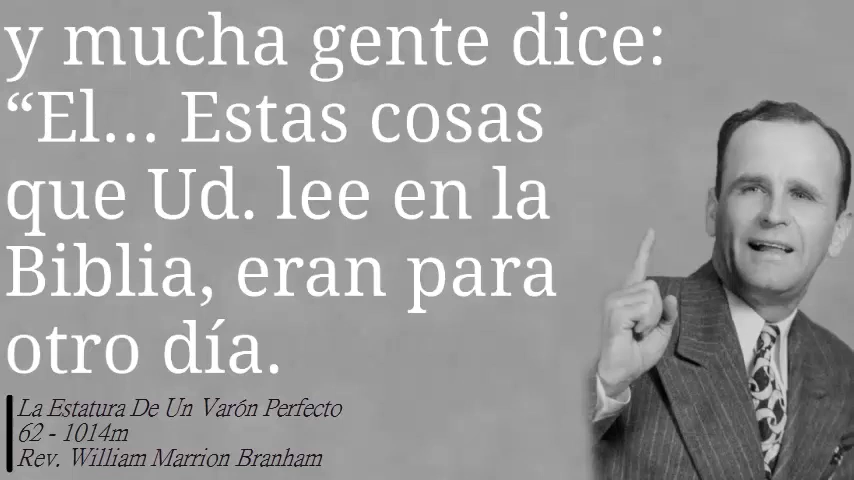 y mucha gente dice:
“El... Estas cosas
que Ud. lee en la
Biblia, eran para
otro día.
La Estatura De Un Varón Perfecto
62 - 1014m
Rev. William Marrion Branham